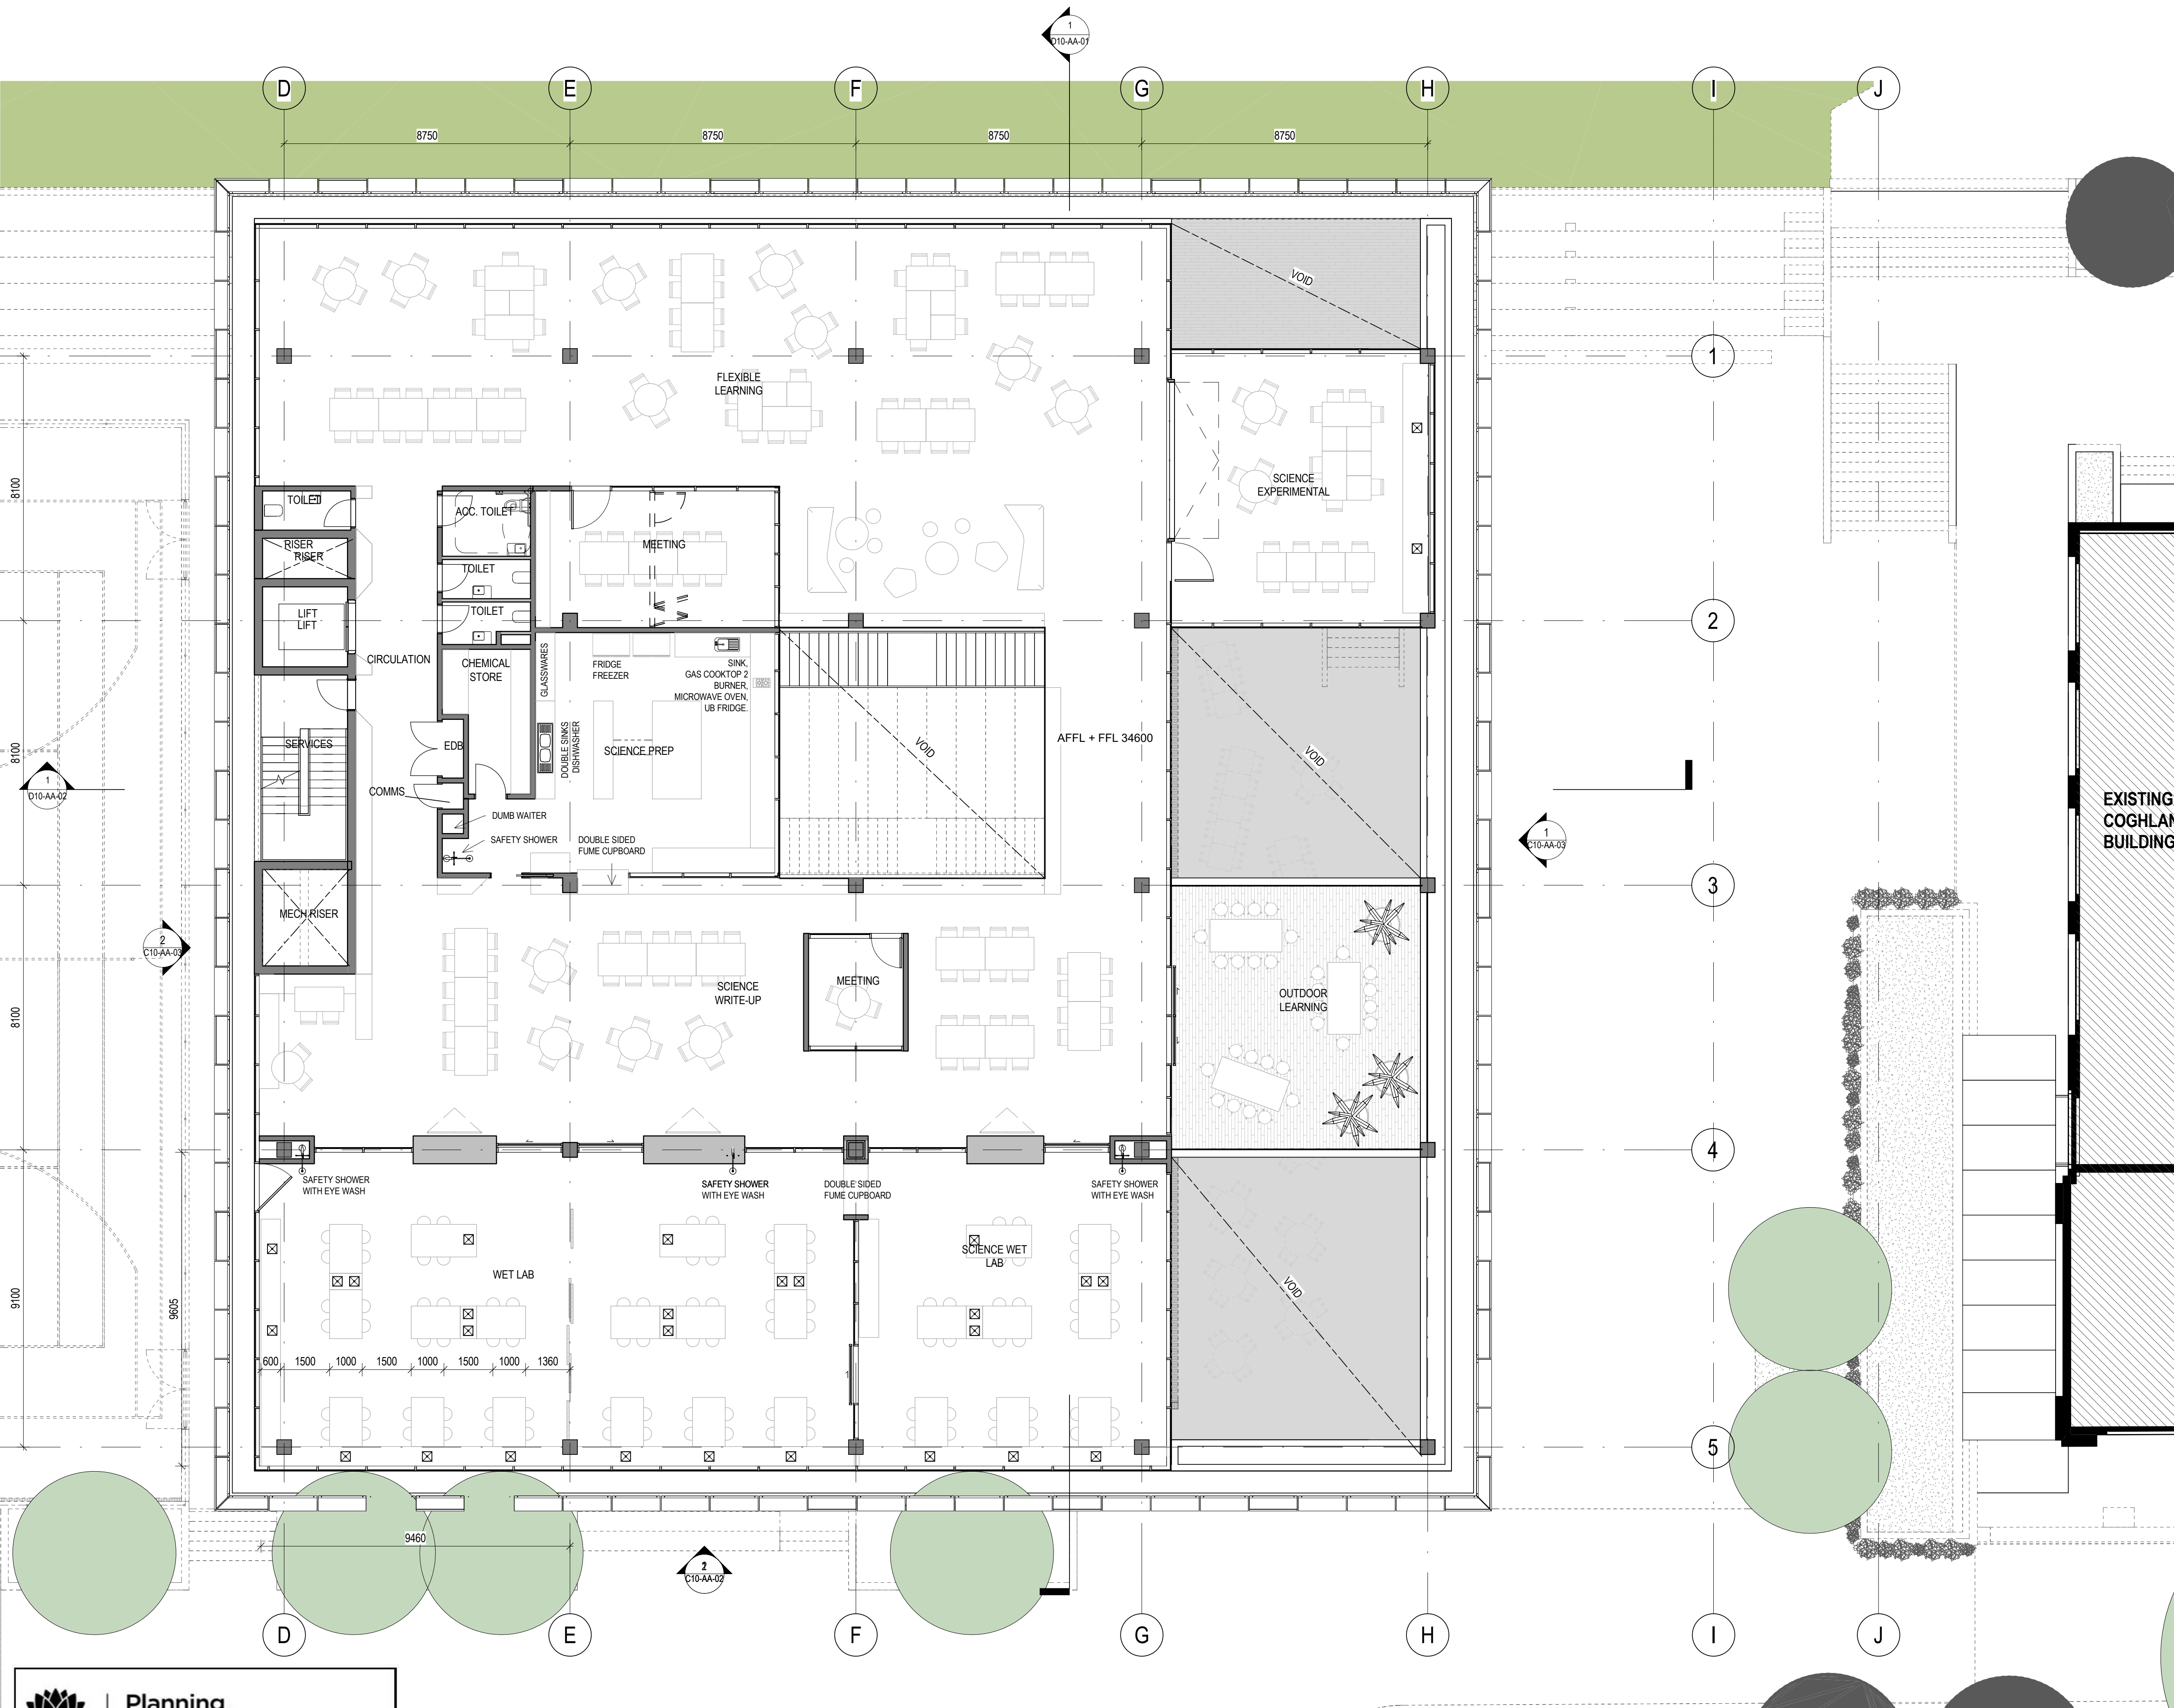 1
D10-AA-01
D
E
F
G
H
I
J
8750
8750
8750
8750
VOID
1
FLEXIBLE
LEARNING
8100
SCIENCE
EXPERIMENTAL
TOILET
ACC. TOILET
RISER
RISER
MEETING
TOILET
LIFT
LIFT
TOILET
2
CIRCULATION
CHEMICAL
STORE
GLASSWARES
FRIDGE
FREEZER
SINK,
GAS COOKTOP 2
BURNER,
MICROWAVE OVEN,
UB FRIDGE.
8100
SERVICES
EDB
DOUBLE SINKS
DISHWASHER
SCIENCE PREP
VOID
AFFL + FFL 34600
VOID
1
D10-AA-02
COMMS
DUMB WAITER
SAFETY SHOWER
DOUBLE SIDED
FUME CUPBOARD
1
C10-AA-03
EXISTING
COGHLAN
BUILDING
3
MECH RISER
2
C10-AA-03
8100
SCIENCE
WRITE-UP
MEETING
OUTDOOR
LEARNING
4
SAFETY SHOWER
WITH EYE WASH
SAFETY SHOWER
WITH EYE WASH
DOUBLE SIDED
FUME CUPBOARD
SAFETY SHOWER
WITH EYE WASH
WET LAB
SCIENCE WET
LAB
VOID
9100
9605
600
1500
1000
1500
1000
1500
1000
1360
5
9460
2
C10-AA-02
D
E
F
G
H
I
J
Planning,